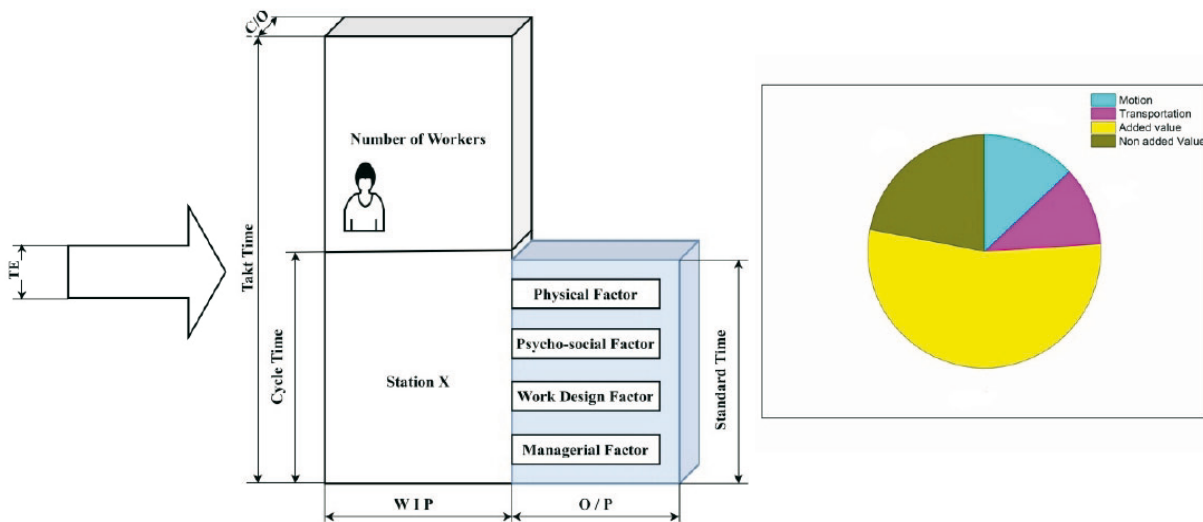 C/O
Takt Time
Number of Workers
TE
Cycle Time
Station X
Physical Factor
Psycho-social Factor
Work Design Factor
Managerial Factor
Standard Time
W I P
O / P
Motion
Transportation
Added value
Non added Value